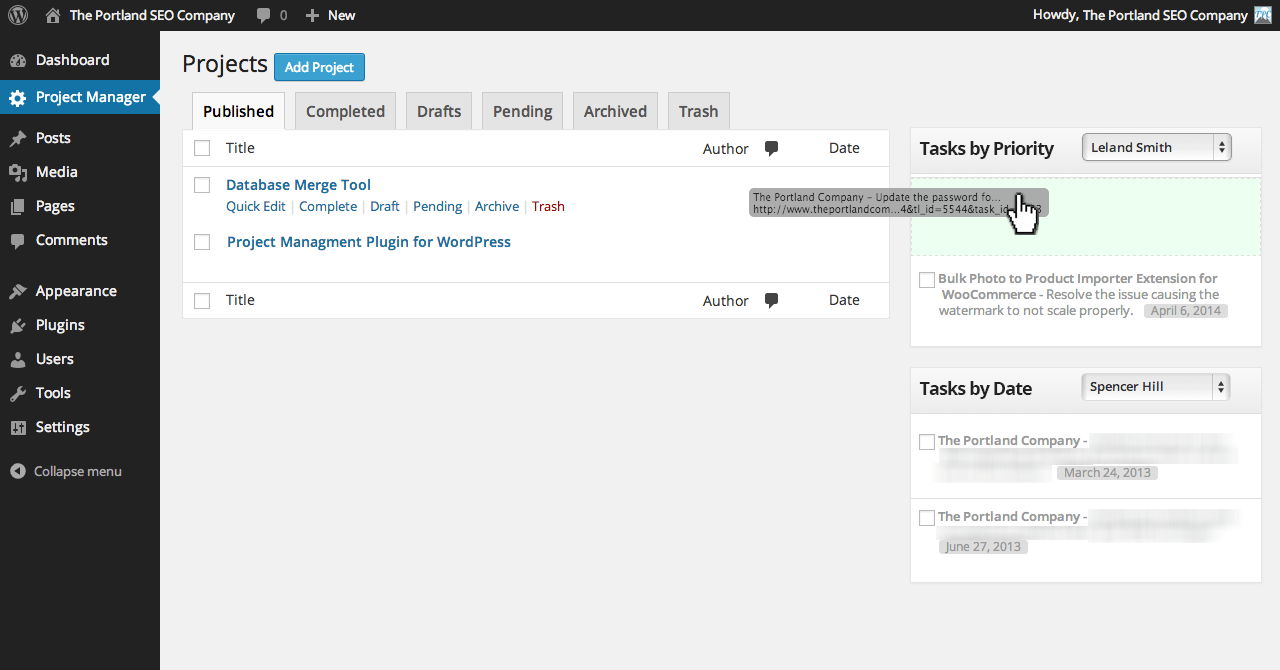 The Portland SEO Company 0 New Howdy, The Portland SEO Company
Dashboard
Project Manager
Posts
Media
Pages
Comments
Appearance
Plugins
Users
Tools
Settings
Collapse menu
Projects Add Project
Published Completed Drafts Pending Archived Trash
Title Author Date
Database Merge Tool
Quick Edit | Complete | Draft | Pending | Archive | Trash
Project Managment Plugin for WordPress
Title Author Date
Tasks by Priority Leland Smith
The Portland Company – Update the password fo...
http://www.theportlandcom...4&tl_id=5544&task_id
Bulk Photo to Product Importer Extension for
WooCommerce - Resolve the issue causing the
watermark to not scale properly. April 6, 2014
Tasks by Date Spencer Hill
The Portland Company -
March 24, 2013
The Portland Company -
June 27, 2013